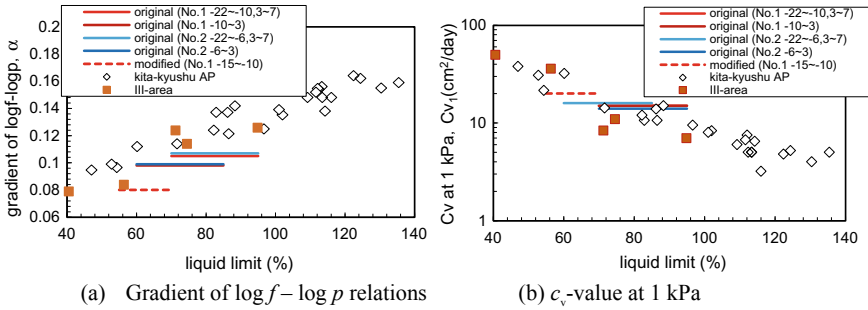 original (No.1 -22~-10,3~7)
original (No.1 -10~3)
original (No.2 -22~-6,3~7)
original (No.2 -6~3)
modified (No.1 -15~-10)
kita-kyushu AP
III-area
gradient of logf-logp, α
0.2
0.18
0.16
0.14
0.12
0.1
0.08
0.06
40 60 80 100 120 140
liquid limit (%)
(a) Gradient of log f – log p relations
original (No.1 -22~-10,3~7)
original (No.1 -10~3)
original (No.2 -22~-6,3~7)
original (No.2 -6~3)
modified (No.1 -15~-10)
kita-kyushu AP
III-area
Cv at 1 kPa, Cv1(cm²/day)
100
10
1
40 60 80 100 120 140
liquid limit (%)
(b) cv-value at 1 kPa